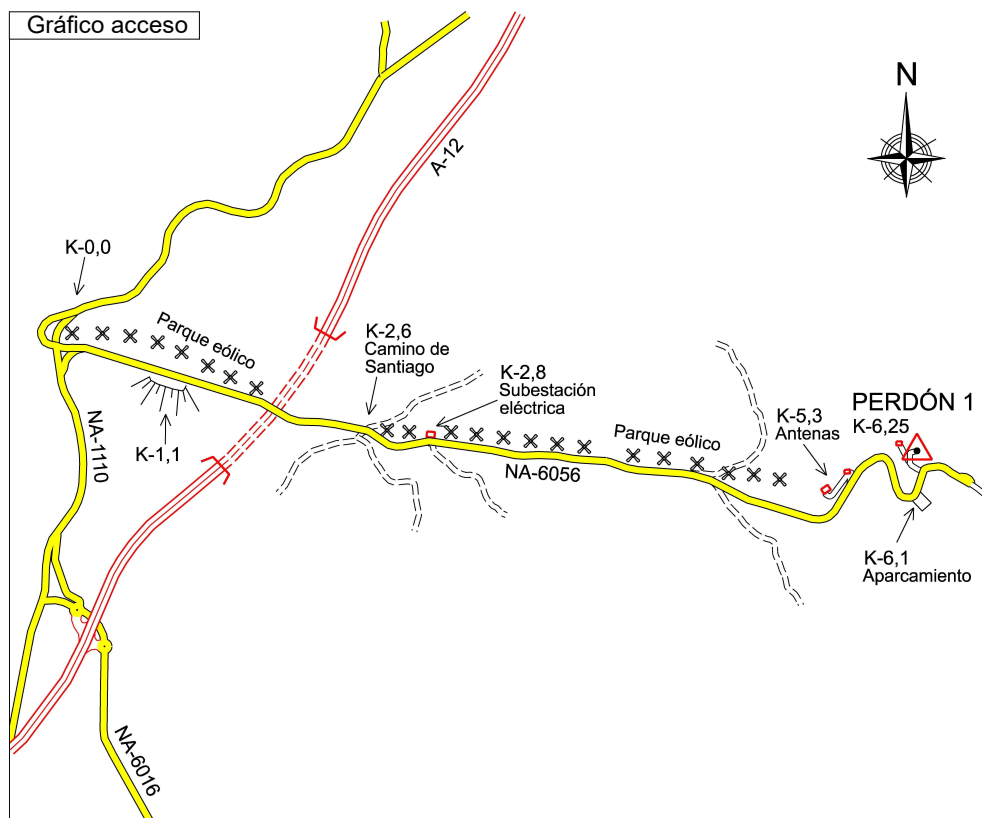 Gráfico acceso
N
A-12
K-0,0
Parque eólico
K-2,6
Camino de
Santiago
K-2,8
Subestación
eléctrica
K-1,1
NA-1110
Parque eólico
NA-6056
K-5,3
Antenas
PERDÓN 1
K-6,25
K-6,1
Aparcamiento
NA-6016